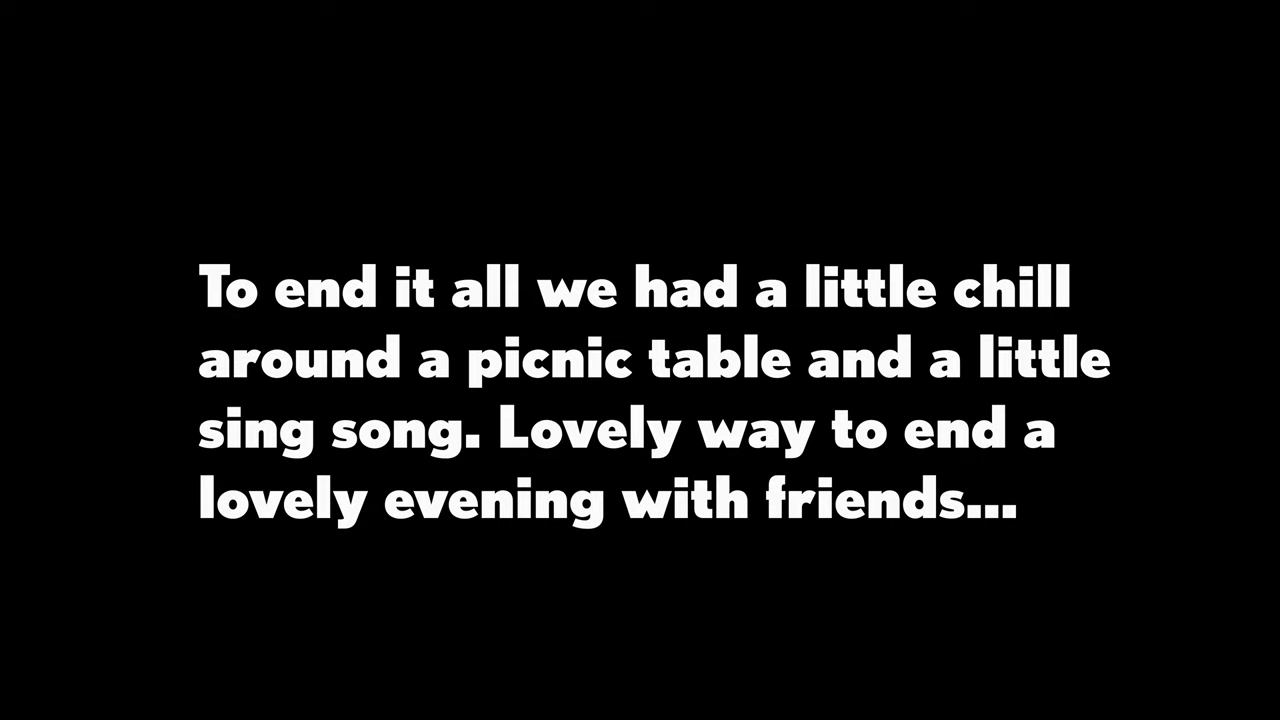 To end it all we had a little chill
around a picnic table and a little
sing song. Lovely way to end a
lovely evening with friends...